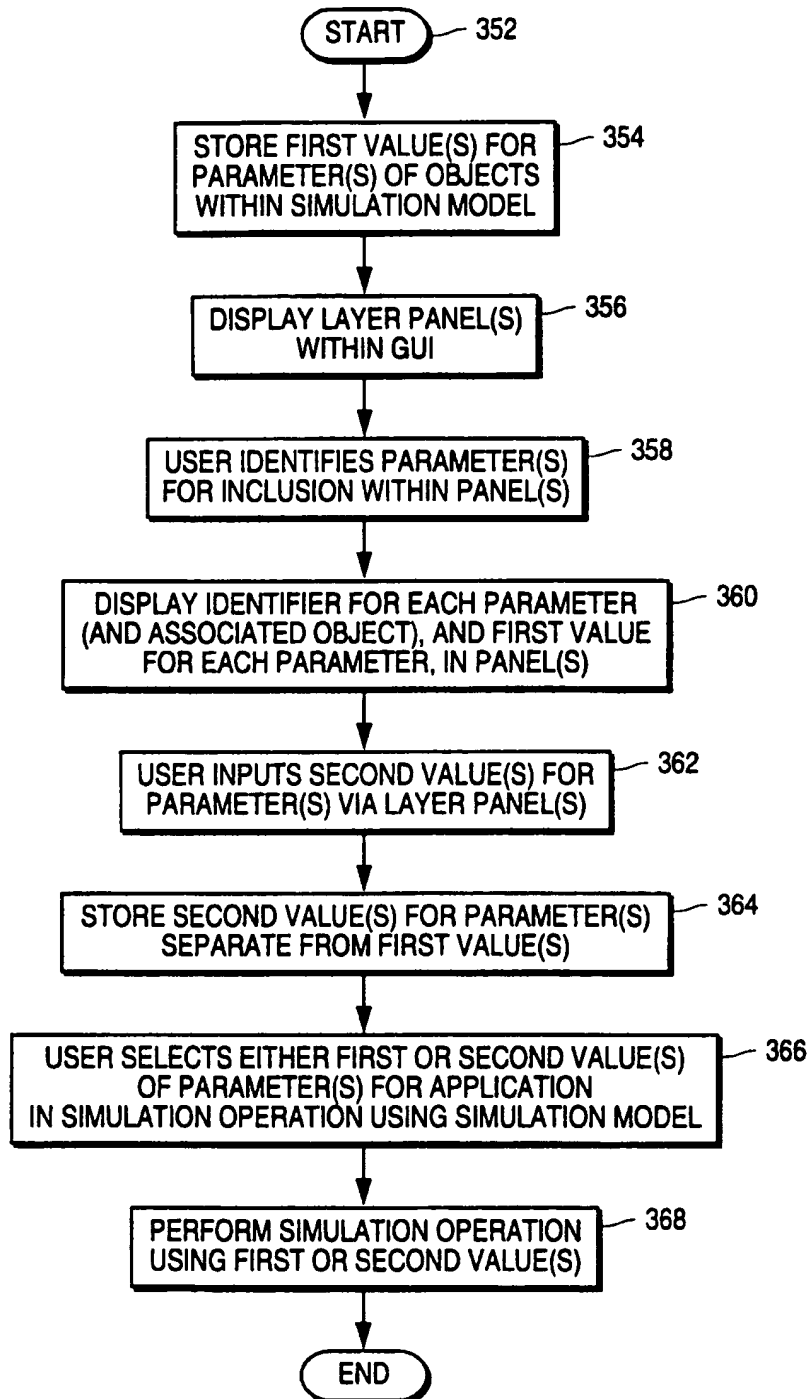 START
352
STORE FIRST VALUE(S) FOR
PARAMETER(S) OF OBJECTS
WITHIN SIMULATION MODEL
354
DISPLAY LAYER PANEL(S)
WITHIN GUI
356
USER IDENTIFIES PARAMETER(S)
FOR INCLUSION WITHIN PANEL(S)
358
DISPLAY IDENTIFIER FOR EACH PARAMETER
(AND ASSOCIATED OBJECT), AND FIRST VALUE
FOR EACH PARAMETER, IN PANEL(S)
360
USER INPUTS SECOND VALUE(S) FOR
PARAMETER(S) VIA LAYER PANEL(S)
362
STORE SECOND VALUE(S) FOR PARAMETER(S)
SEPARATE FROM FIRST VALUE(S)
364
USER SELECTS EITHER FIRST OR SECOND VALUE(S)
OF PARAMETER(S) FOR APPLICATION
IN SIMULATION OPERATION USING SIMULATION MODEL
366
PERFORM SIMULATION OPERATION
USING FIRST OR SECOND VALUE(S)
368
END